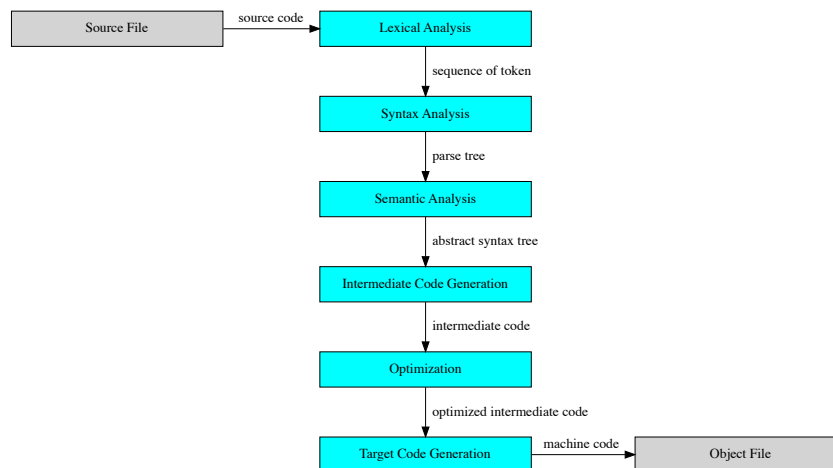 Source File
source code
Lexical Analysis
sequence of token
Syntax Analysis
parse tree
Semantic Analysis
abstract syntax tree
Intermediate Code Generation
intermediate code
Optimization
optimized intermediate code
Target Code Generation
machine code
Object File